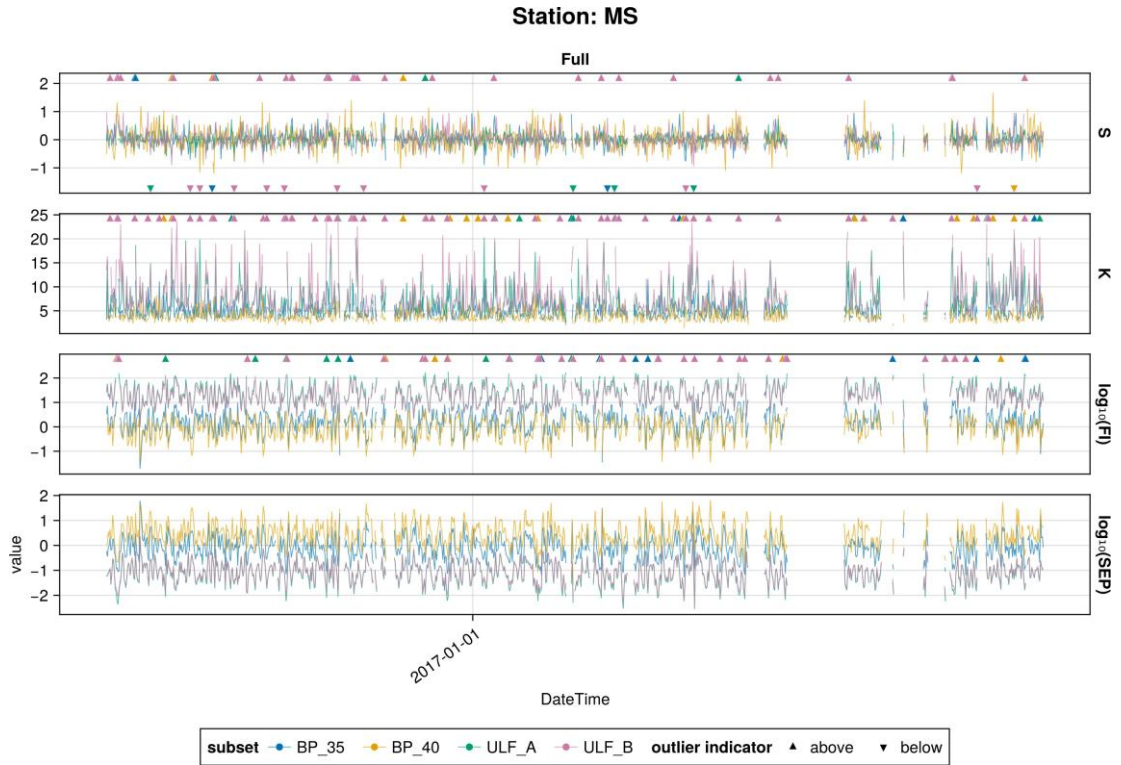 Station: MS
Full
2
1
0
−1
S
25
20
15
10
5
K
2
1
0
−1
log₁₀(FI)
2
1
0
−1
−2
log₁₀(SEP)
value
2017-01-01
DateTime
subset BP_35 BP_40 ULF_A ULF_B outlier indicator above below